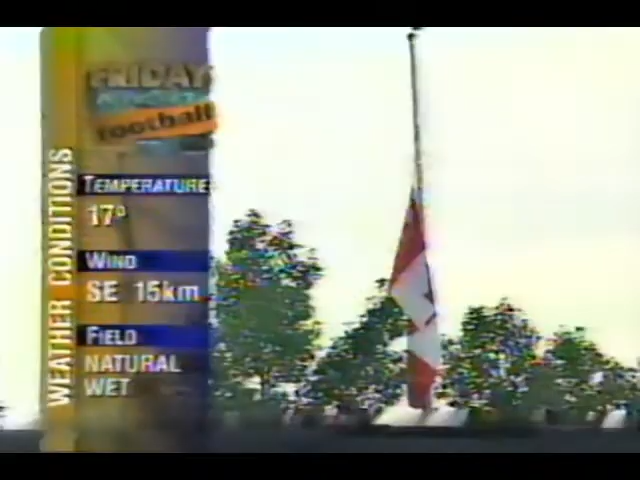 FRIDAY
football
TEMPERATURE
17°
WIND
SE 15km
FIELD
NATURAL
WET
WEATHER CONDITIONS